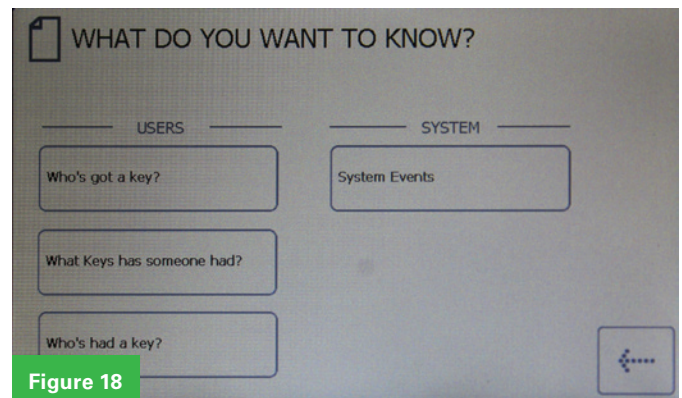 WHAT DO YOU WANT TO KNOW?
USERS
Who's got a key?
What Keys has someone had?
Who's had a key?
SYSTEM
System Events
Figure 18